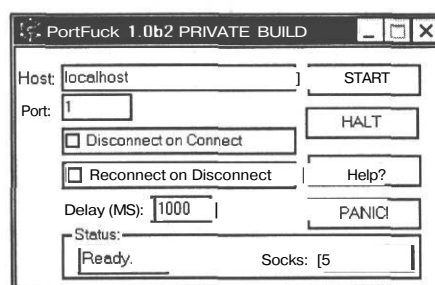 PortFuck 1.0b2 PRIVATE BUILD
Host: localhost
START
Port: 1
HALT
Disconnect on Connect
Reconnect on Disconnect
Help?
Delay (MS): 1000
PANIC!
Status:
Ready.
Socks: [5